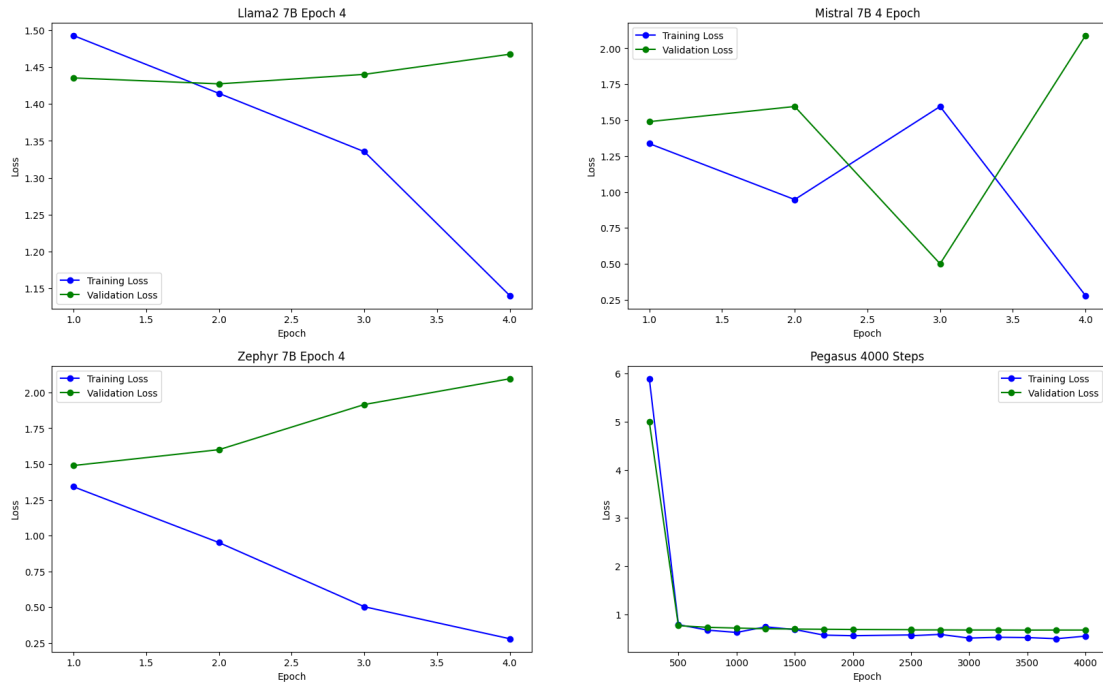 Llama2 7B Epoch 4
1.50
1.45
1.40
1.35
1.30
1.25
1.20
1.15
Loss
Training Loss
Validation Loss
1.0 1.5 2.0 2.5 3.0 3.5 4.0
Epoch
Mistral 7B 4 Epoch
Training Loss
Validation Loss
2.00
1.75
1.50
1.25
1.00
0.75
0.50
0.25
Loss
1.0 1.5 2.0 2.5 3.0 3.5 4.0
Epoch
Zephyr 7B Epoch 4
Training Loss
Validation Loss
2.00
1.75
1.50
1.25
1.00
0.75
0.50
0.25
Loss
1.0 1.5 2.0 2.5 3.0 3.5 4.0
Epoch
Pegasus 4000 Steps
Training Loss
Validation Loss
6
5
4
3
2
1
Loss
500 1000 1500 2000 2500 3000 3500 4000
Epoch